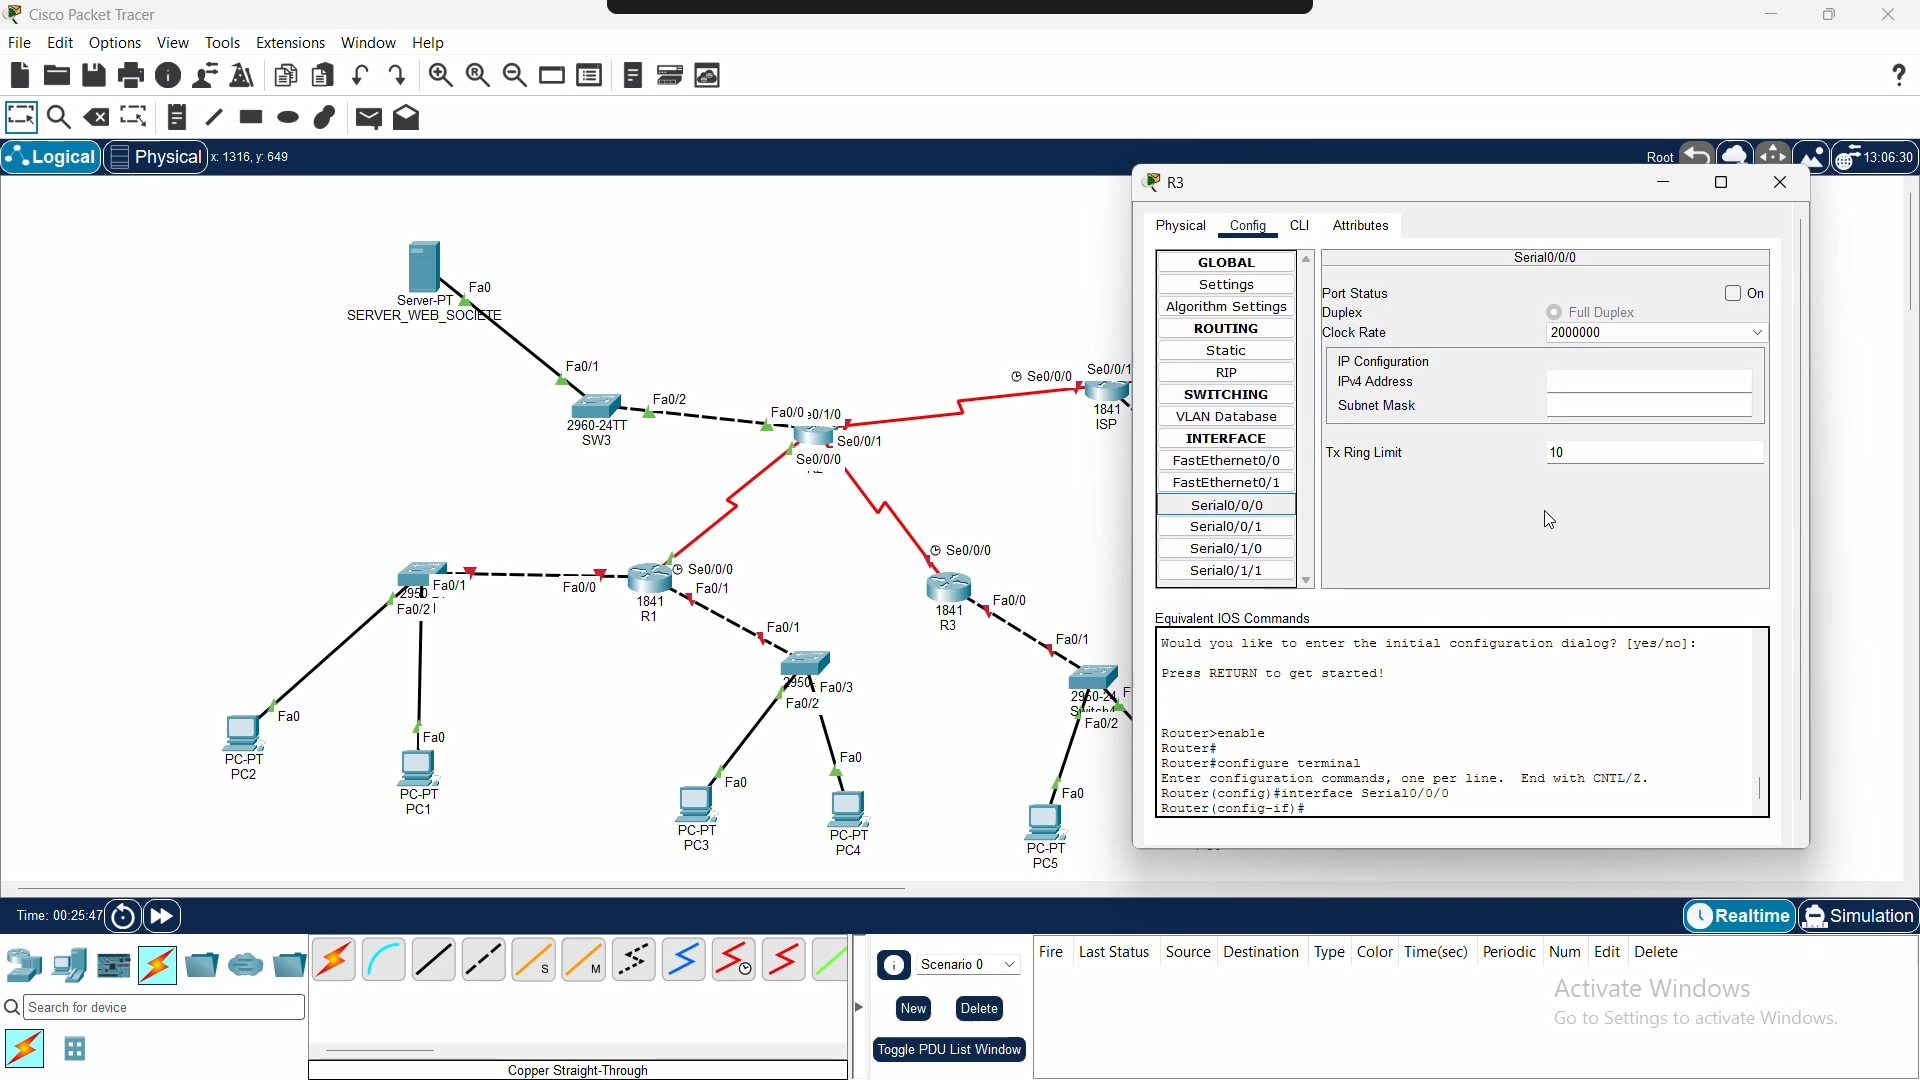 Cisco Packet Tracer
File Edit Options View Tools Extensions Window Help
Logical Physical x: 1316, y: 649 Root 13:06:30
Server-PT
SERVER_WEB_SOCIETE
Fa0
Fa0/1
Fa0/2
2960-24TT
SW3
Fa0/0
Se0/0/1
Se0/0/0
Se0/0/0
Se0/0/1
1841
ISP
Fa0/1
Fa0/2
Fa0/0
Se0/0/0
Fa0/1
1841
R1
Se0/0/0
Fa0/0
1841
R3
Fa0/1
Fa0/3
Fa0/2
Fa0/1
Fa0/2
Fa0
PC-PT
PC2
Fa0
PC-PT
PC1
Fa0
PC-PT
PC3
Fa0
PC-PT
PC4
Fa0
PC-PT
PC5
R3
Physical Config CLI Attributes
GLOBAL
Settings
Algorithm Settings
ROUTING
Static
RIP
SWITCHING
VLAN Database
INTERFACE
FastEthernet0/0
FastEthernet0/1
Serial0/0/0
Serial0/0/1
Serial0/1/0
Serial0/1/1
Serial0/0/0
Port Status On
Duplex Full Duplex
Clock Rate 2000000
IP Configuration
IPv4 Address
Subnet Mask
Tx Ring Limit 10
Equivalent IOS Commands
Would you like to enter the initial configuration dialog? [yes/no]:
Press RETURN to get started!
Router>enable
Router#
Router#configure terminal
Enter configuration commands, one per line. End with CNTL/Z.
Router(config)#interface Serial0/0/0
Router(config-if)#
Time: 00:25:47 Realtime Simulation
Search for device
S M
Copper Straight-Through
Scenario 0
New Delete
Toggle PDU List Window
Fire Last Status Source Destination Type Color Time(sec) Periodic Num Edit Delete
Activate Windows
Go to Settings to activate Windows.